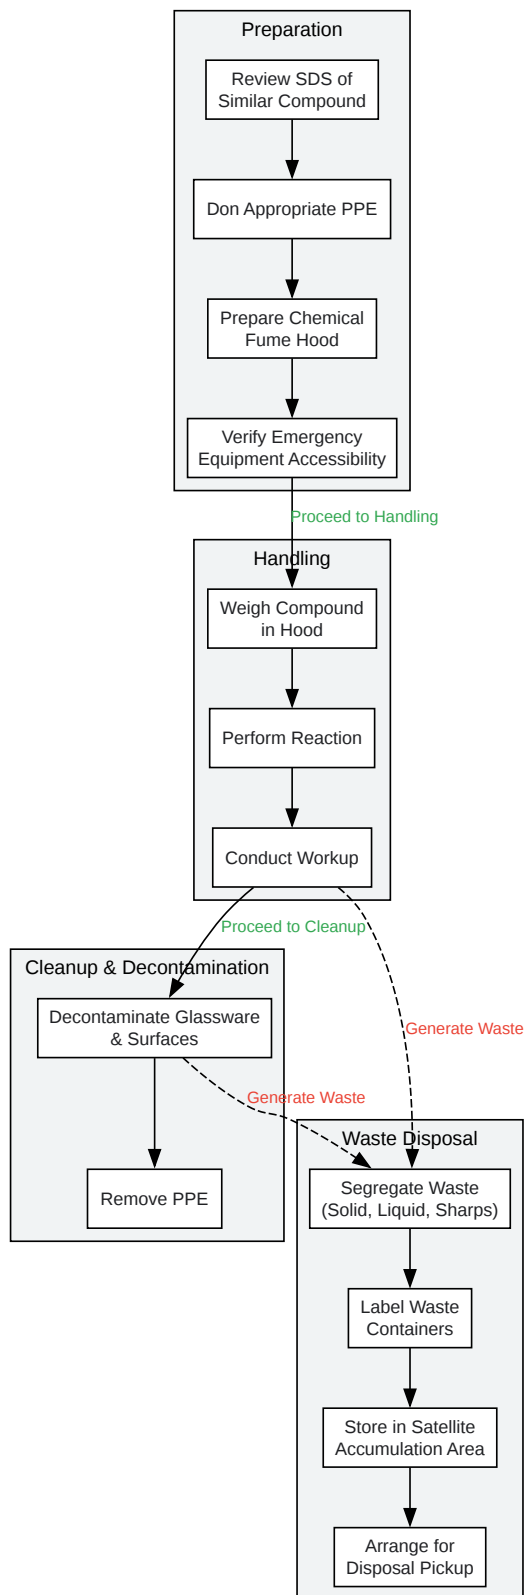 Preparation
Review SDS of
Similar Compound
Don Appropriate PPE
Prepare Chemical
Fume Hood
Verify Emergency
Equipment Accessibility
Proceed to Handling
Handling
Weigh Compound
in Hood
Perform Reaction
Conduct Workup
Proceed to Cleanup
Cleanup & Decontamination
Decontaminate Glassware
& Surfaces
Generate Waste
Generate Waste
Remove PPE
Waste Disposal
Segregate Waste
(Solid, Liquid, Sharps)
Label Waste
Containers
Store in Satellite
Accumulation Area
Arrange for
Disposal Pickup